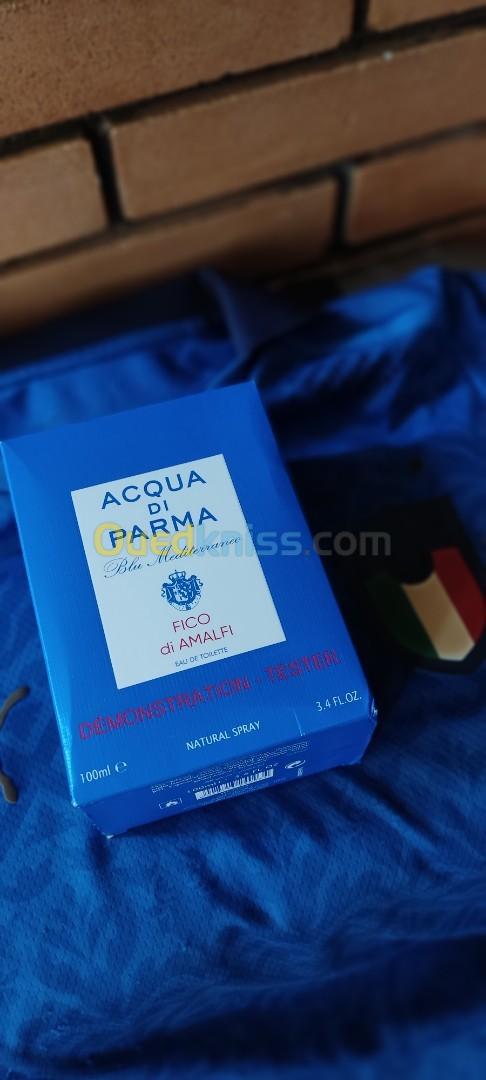 ACQUA
DI
PARMA
Blu Mediterraneo
Ouedkniss.com
FICO
di AMALFI
EAU DE TOILETTE
DÉMONSTRATION - TESTER
NATURAL SPRAY
3.4 FL.OZ.
100ml e